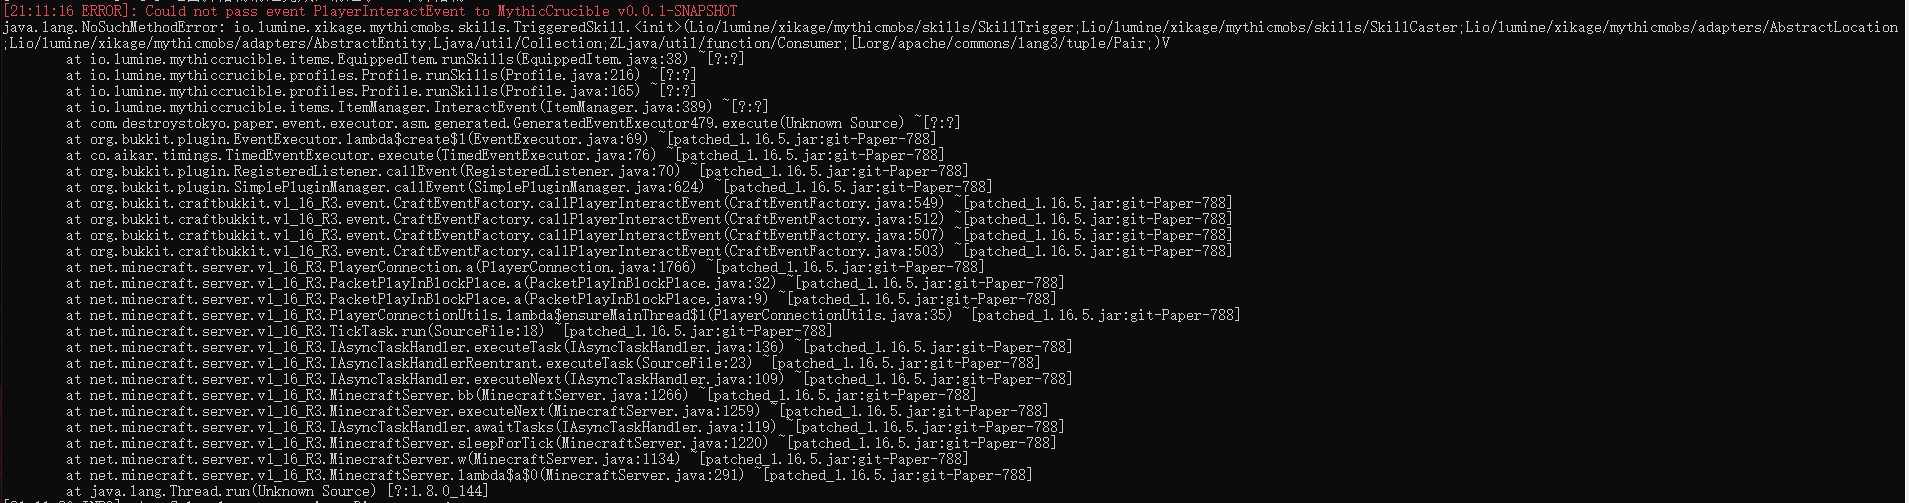 [21:11:16 ERROR]: Could not pass event PlayerInteractEvent to MythicCrucible v0.0.1-SNAPSHOT
java.lang.NoSuchMethodError: io.lumine.xikage.mythicmobs.skills.TriggeredSkill.<init>(Lio/lumine/xikage/mythicmobs/skills/SkillTrigger;Lio/lumine/xikage/mythicmobs/skills/SkillCaster;Lio/lumine/xikage/mythicmobs/adapters/AbstractLocation
;Lio/lumine/xikage/mythicmobs/adapters/AbstractEntity;Ljava/util/Collection;ZLjava/util/function/Consumer;[Lorg/apache/commons/lang3/tuple/Pair;)V
at io.lumine.mythiccrucible.items.EquippedItem.runSkills(EquippedItem.java:38) ~[?:?]
at io.lumine.mythiccrucible.profiles.Profile.runSkills(Profile.java:216) ~[?:?]
at io.lumine.mythiccrucible.profiles.Profile.runSkills(Profile.java:165) ~[?:?]
at io.lumine.mythiccrucible.items.ItemManager.InteractEvent(ItemManager.java:389) ~[?:?]
at com.destroystokyo.paper.event.executor.asm.generated.GeneratedEventExecutor479.execute(Unknown Source) ~[?:?]
at org.bukkit.plugin.EventExecutor.lambda$create$1(EventExecutor.java:69) ~[patched_1.16.5.jar:git-Paper-788]
at co.aikar.timings.TimedEventExecutor.execute(TimedEventExecutor.java:76) ~[patched_1.16.5.jar:git-Paper-788]
at org.bukkit.plugin.RegisteredListener.callEvent(RegisteredListener.java:70) ~[patched_1.16.5.jar:git-Paper-788]
at org.bukkit.plugin.SimplePluginManager.callEvent(SimplePluginManager.java:624) ~[patched_1.16.5.jar:git-Paper-788]
at org.bukkit.craftbukkit.v1_16_R3.event.CraftEventFactory.callPlayerInteractEvent(CraftEventFactory.java:549) ~[patched_1.16.5.jar:git-Paper-788]
at org.bukkit.craftbukkit.v1_16_R3.event.CraftEventFactory.callPlayerInteractEvent(CraftEventFactory.java:512) ~[patched_1.16.5.jar:git-Paper-788]
at org.bukkit.craftbukkit.v1_16_R3.event.CraftEventFactory.callPlayerInteractEvent(CraftEventFactory.java:507) ~[patched_1.16.5.jar:git-Paper-788]
at org.bukkit.craftbukkit.v1_16_R3.event.CraftEventFactory.callPlayerInteractEvent(CraftEventFactory.java:503) ~[patched_1.16.5.jar:git-Paper-788]
at net.minecraft.server.v1_16_R3.PlayerConnection.a(PlayerConnection.java:1766) ~[patched_1.16.5.jar:git-Paper-788]
at net.minecraft.server.v1_16_R3.PacketPlayInBlockPlace.a(PacketPlayInBlockPlace.java:32) ~[patched_1.16.5.jar:git-Paper-788]
at net.minecraft.server.v1_16_R3.PacketPlayInBlockPlace.a(PacketPlayInBlockPlace.java:9) ~[patched_1.16.5.jar:git-Paper-788]
at net.minecraft.server.v1_16_R3.PlayerConnectionUtils.lambda$ensureMainThread$1(PlayerConnectionUtils.java:35) ~[patched_1.16.5.jar:git-Paper-788]
at net.minecraft.server.v1_16_R3.TickTask.run(SourceFile:18) ~[patched_1.16.5.jar:git-Paper-788]
at net.minecraft.server.v1_16_R3.IAsyncTaskHandler.executeTask(IAsyncTaskHandler.java:136) ~[patched_1.16.5.jar:git-Paper-788]
at net.minecraft.server.v1_16_R3.IAsyncTaskHandlerReentrant.executeTask(SourceFile:23) ~[patched_1.16.5.jar:git-Paper-788]
at net.minecraft.server.v1_16_R3.IAsyncTaskHandler.executeNext(IAsyncTaskHandler.java:109) ~[patched_1.16.5.jar:git-Paper-788]
at net.minecraft.server.v1_16_R3.MinecraftServer.bb(MinecraftServer.java:1266) ~[patched_1.16.5.jar:git-Paper-788]
at net.minecraft.server.v1_16_R3.MinecraftServer.executeNext(MinecraftServer.java:1259) ~[patched_1.16.5.jar:git-Paper-788]
at net.minecraft.server.v1_16_R3.IAsyncTaskHandler.awaitTasks(IAsyncTaskHandler.java:119) ~[patched_1.16.5.jar:git-Paper-788]
at net.minecraft.server.v1_16_R3.MinecraftServer.sleepForTick(MinecraftServer.java:1220) ~[patched_1.16.5.jar:git-Paper-788]
at net.minecraft.server.v1_16_R3.MinecraftServer.w(MinecraftServer.java:1134) ~[patched_1.16.5.jar:git-Paper-788]
at net.minecraft.server.v1_16_R3.MinecraftServer.lambda$a$0(MinecraftServer.java:291) ~[patched_1.16.5.jar:git-Paper-788]
at java.lang.Thread.run(Unknown Source) [?:1.8.0_144]